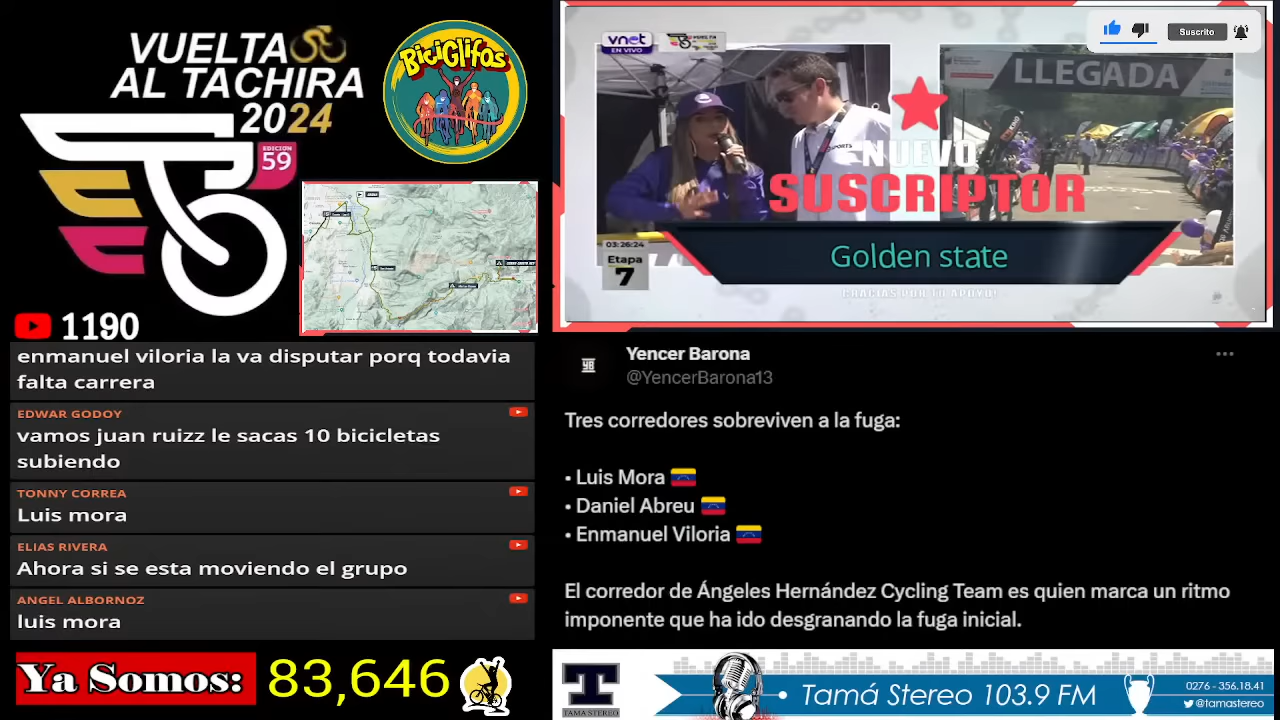 VUELTA
AL TACHIRA
2024
EDICION
59
BiciGlifos
1190
enmanuel viloria la va disputar porq todavia
falta carrera
EDWAR GODOY
vamos juan ruizz le sacas 10 bicicletas
subiendo
TONNY CORREA
Luis mora
ELIAS RIVERA
Ahora si se esta moviendo el grupo
ANGEL ALBORNOZ
luis mora
Ya Somos: 83,646
vnet
EN VIVO
Suscrito
LLEGADA
NUEVO
SUSCRIPTOR
Golden state
GRACIAS POR TU APOYO!
03:26:24
Etapa
7
Yencer Barona
@YencerBarona13
Tres corredores sobreviven a la fuga:
• Luis Mora 🇻🇪
• Daniel Abreu 🇻🇪
• Enmanuel Viloria 🇻🇪
El corredor de Ángeles Hernández Cycling Team es quien marca un ritmo
imponente que ha ido desgranando la fuga inicial.
TAMA STEREO
Tamá Stereo 103.9 FM
0276 - 356.18.41
@tamastereo